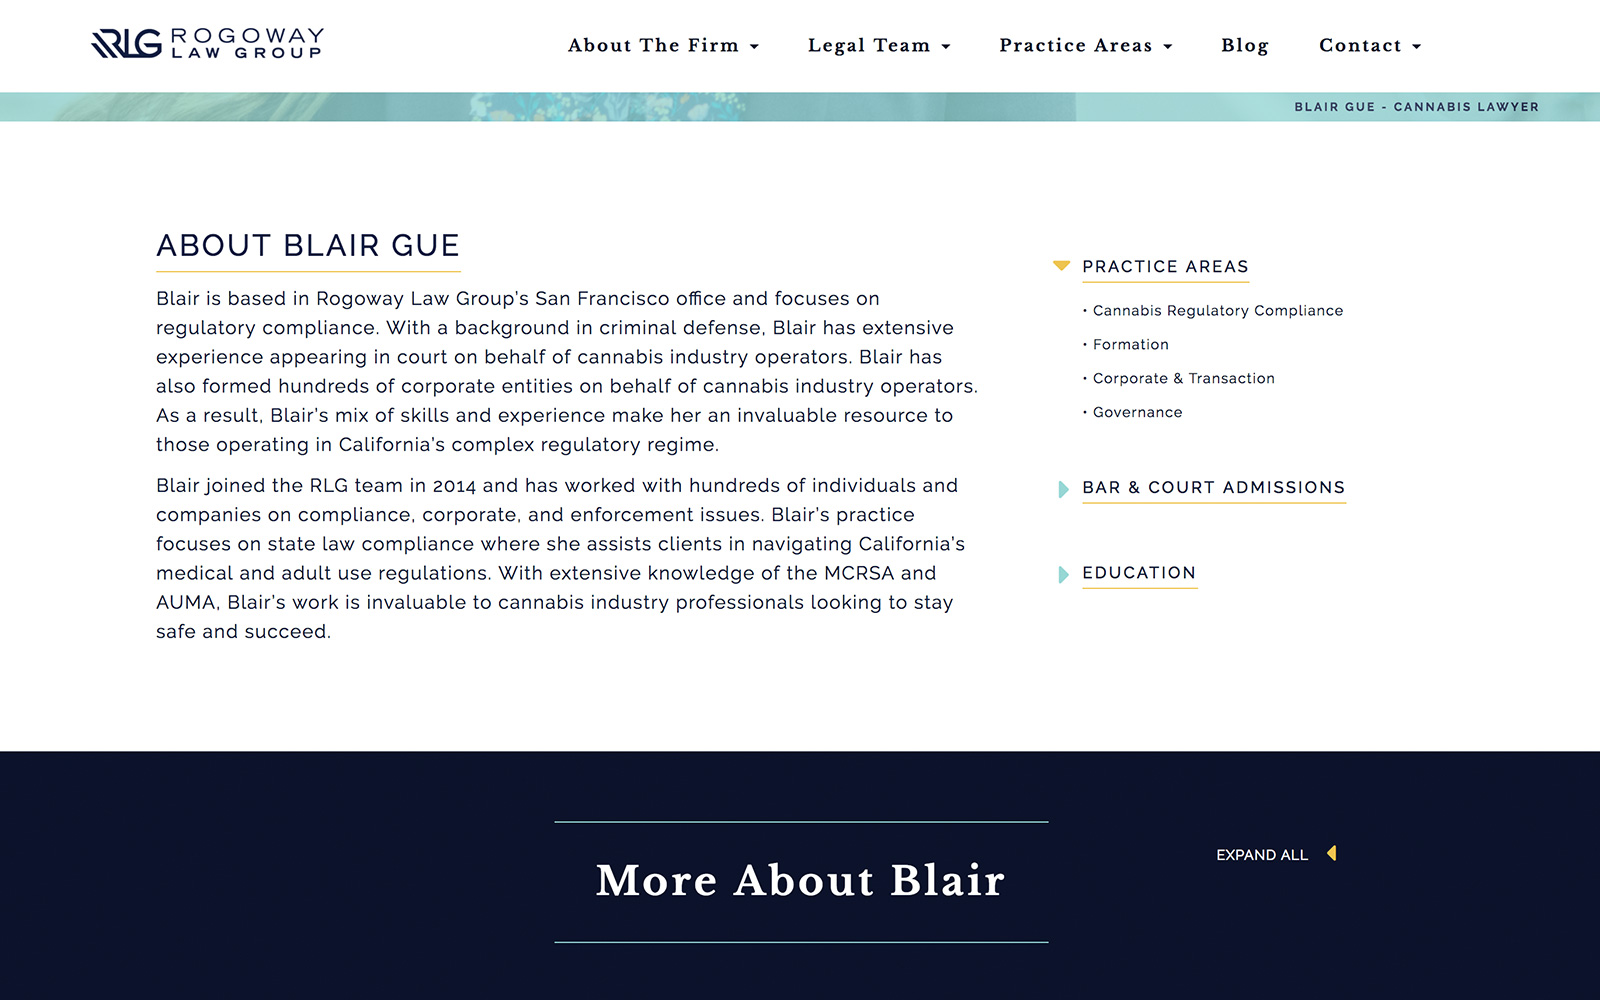 RLG ROGOWAY
LAW GROUP
About The Firm
Legal Team
Practice Areas
Blog
Contact
BLAIR GUE - CANNABIS LAWYER
ABOUT BLAIR GUE
Blair is based in Rogoway Law Group’s San Francisco office and focuses on
regulatory compliance. With a background in criminal defense, Blair has extensive
experience appearing in court on behalf of cannabis industry operators. Blair has
also formed hundreds of corporate entities on behalf of cannabis industry operators.
As a result, Blair’s mix of skills and experience make her an invaluable resource to
those operating in California’s complex regulatory regime.
Blair joined the RLG team in 2014 and has worked with hundreds of individuals and
companies on compliance, corporate, and enforcement issues. Blair’s practice
focuses on state law compliance where she assists clients in navigating California’s
medical and adult use regulations. With extensive knowledge of the MCRSA and
AUMA, Blair’s work is invaluable to cannabis industry professionals looking to stay
safe and succeed.
PRACTICE AREAS
• Cannabis Regulatory Compliance
• Formation
• Corporate & Transaction
• Governance
BAR & COURT ADMISSIONS
EDUCATION
More About Blair
EXPAND ALL